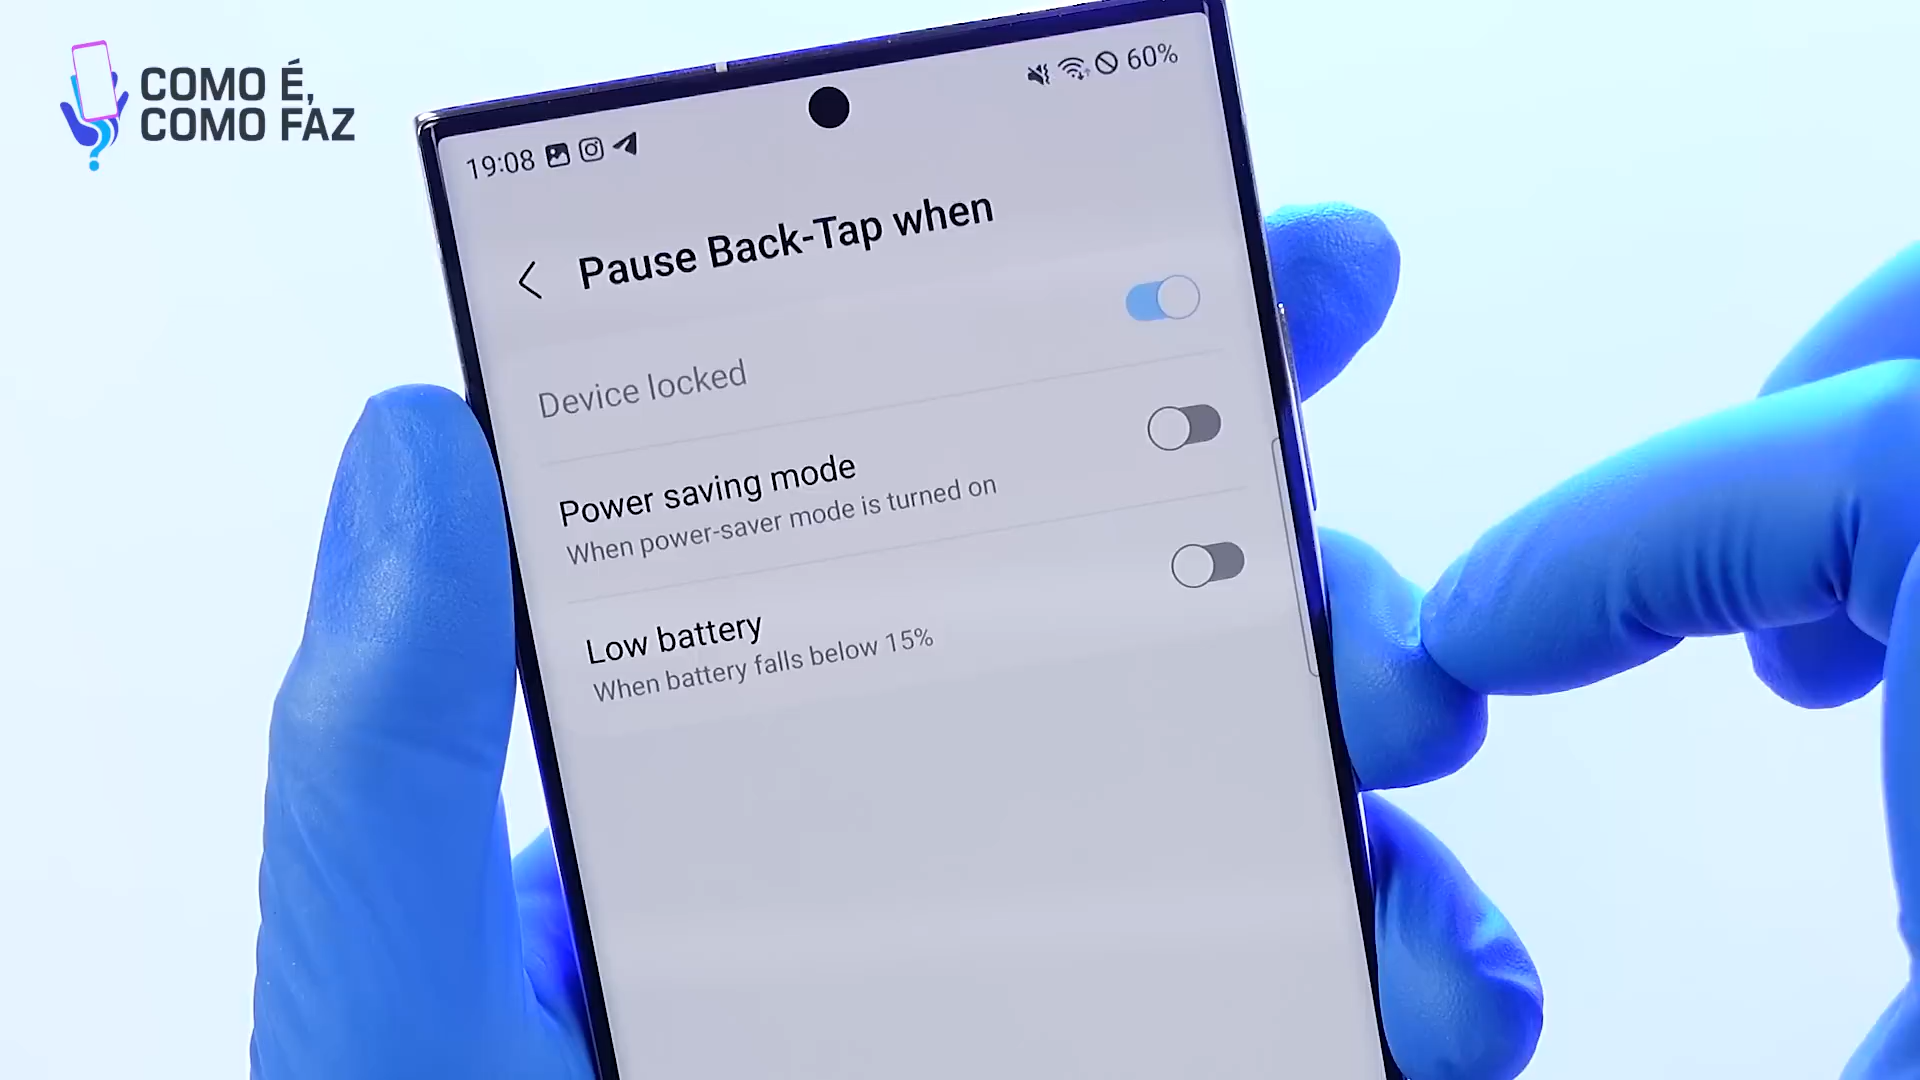 COMO É,
COMO FAZ
19:08
60%
Pause Back-Tap when
Device locked
Power saving mode
When power-saver mode is turned on
Low battery
When battery falls below 15%